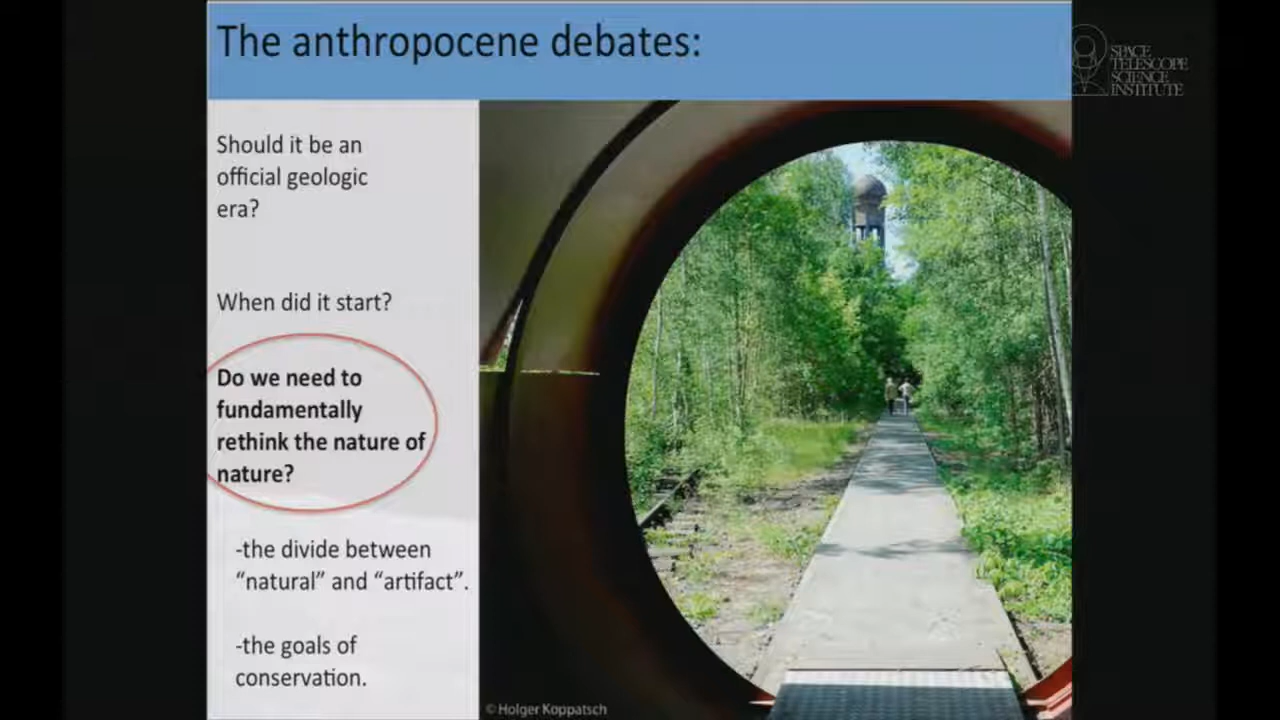 The anthropocene debates:
SPACE
TELESCOPE
SCIENCE
INSTITUTE
Should it be an
official geologic
era?
When did it start?
Do we need to
fundamentally
rethink the nature of
nature?
-the divide between
“natural” and “artifact”.
-the goals of
conservation.
© Holger Koppatsch